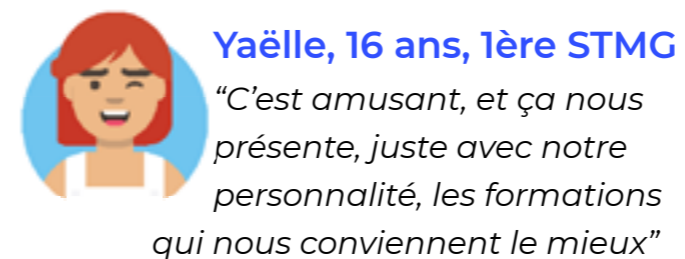 Yaëlle, 16 ans, 1ère STMG
“C’est amusant, et ça nous
présente, juste avec notre
personnalité, les formations
qui nous conviennent le mieux”